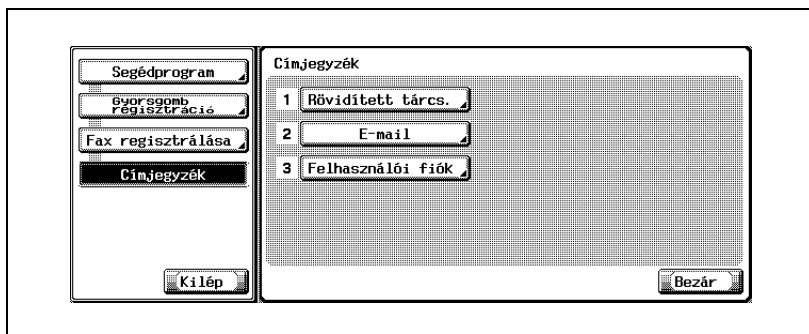 Segédprogram
Gyorsgomb
regisztráció
Fax regisztrálása
Címjegyzék
Kilép
Címjegyzék
1 Rövidített tárcs.
2 E-mail
3 Felhasználói fiók
Bezár